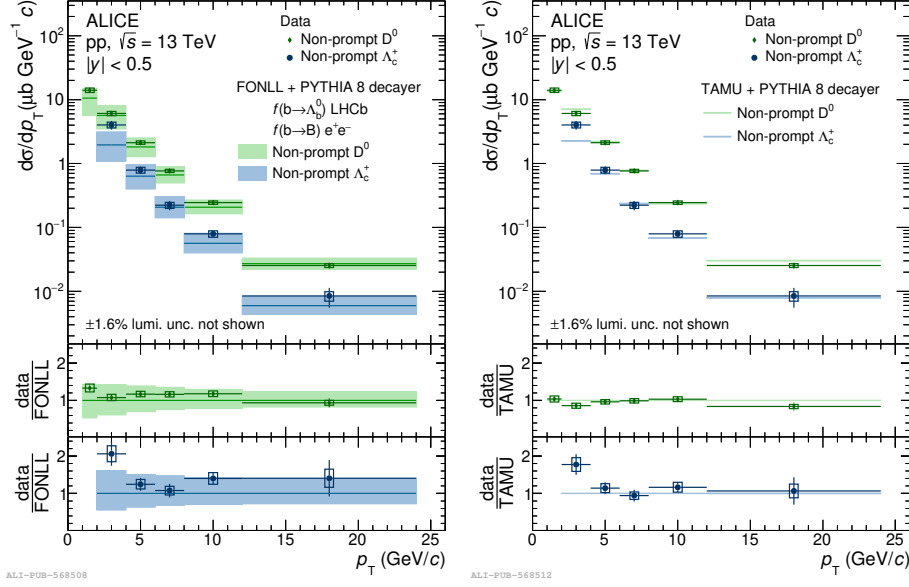 ALICE
pp, √s = 13 TeV
|y| < 0.5
Data
Non-prompt D⁰
Non-prompt Λc⁺
FONLL + PYTHIA 8 decayer
f(b→Λb⁰) LHCb
f(b→B) e⁺e⁻
Non-prompt D⁰
Non-prompt Λc⁺
±1.6% lumi. unc. not shown
dσ/dpT (μb GeV⁻¹ c)
10²
10
1
10⁻¹
10⁻²
data
FONLL
2
1
data
FONLL
2
1
0 5 10 15 20 25
pT (GeV/c)
ALI-PUB-568508
ALICE
pp, √s = 13 TeV
|y| < 0.5
Data
Non-prompt D⁰
Non-prompt Λc⁺
TAMU + PYTHIA 8 decayer
Non-prompt D⁰
Non-prompt Λc⁺
±1.6% lumi. unc. not shown
dσ/dpT (μb GeV⁻¹ c)
10²
10
1
10⁻¹
10⁻²
data
TAMU
2
1
data
TAMU
2
1
0 5 10 15 20 25
pT (GeV/c)
ALI-PUB-568512